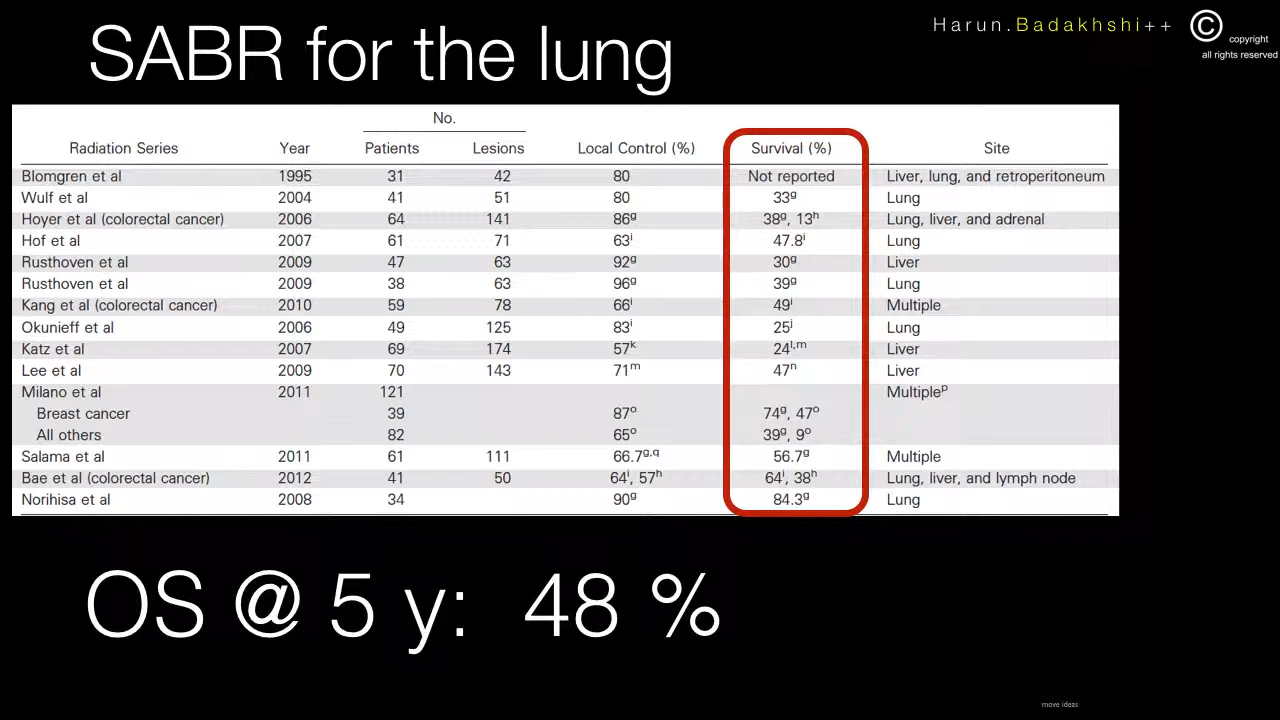 SABR for the lung
Harun.Badakhshi++
©
copyright
all rights reserved
No.
Radiation Series Year Patients Lesions Local Control (%) Survival (%) Site
Blomgren et al 1995 31 42 80 Not reported Liver, lung, and retroperitoneum
Wulf et al 2004 41 51 80 33g Lung
Hoyer et al (colorectal cancer) 2006 64 141 86g 38g, 13h Lung, liver, and adrenal
Hof et al 2007 61 71 63i 47.8i Lung
Rusthoven et al 2009 47 63 92g 30g Liver
Rusthoven et al 2009 38 63 96g 39g Lung
Kang et al (colorectal cancer) 2010 59 78 66i 49i Multiple
Okunieff et al 2006 49 125 83i 25j Lung
Katz et al 2007 69 174 57k 24l,m Liver
Lee et al 2009 70 143 71m 47n Liver
Milano et al 2011 121 Multiplep
Breast cancer 39 87o 74g, 47o
All others 82 65o 39g, 9o
Salama et al 2011 61 111 66.7g,q 56.7g Multiple
Bae et al (colorectal cancer) 2012 41 50 64i, 57h 64i, 38h Lung, liver, and lymph node
Norihisa et al 2008 34 90g 84.3g Lung
OS @ 5 y: 48 %
move ideas